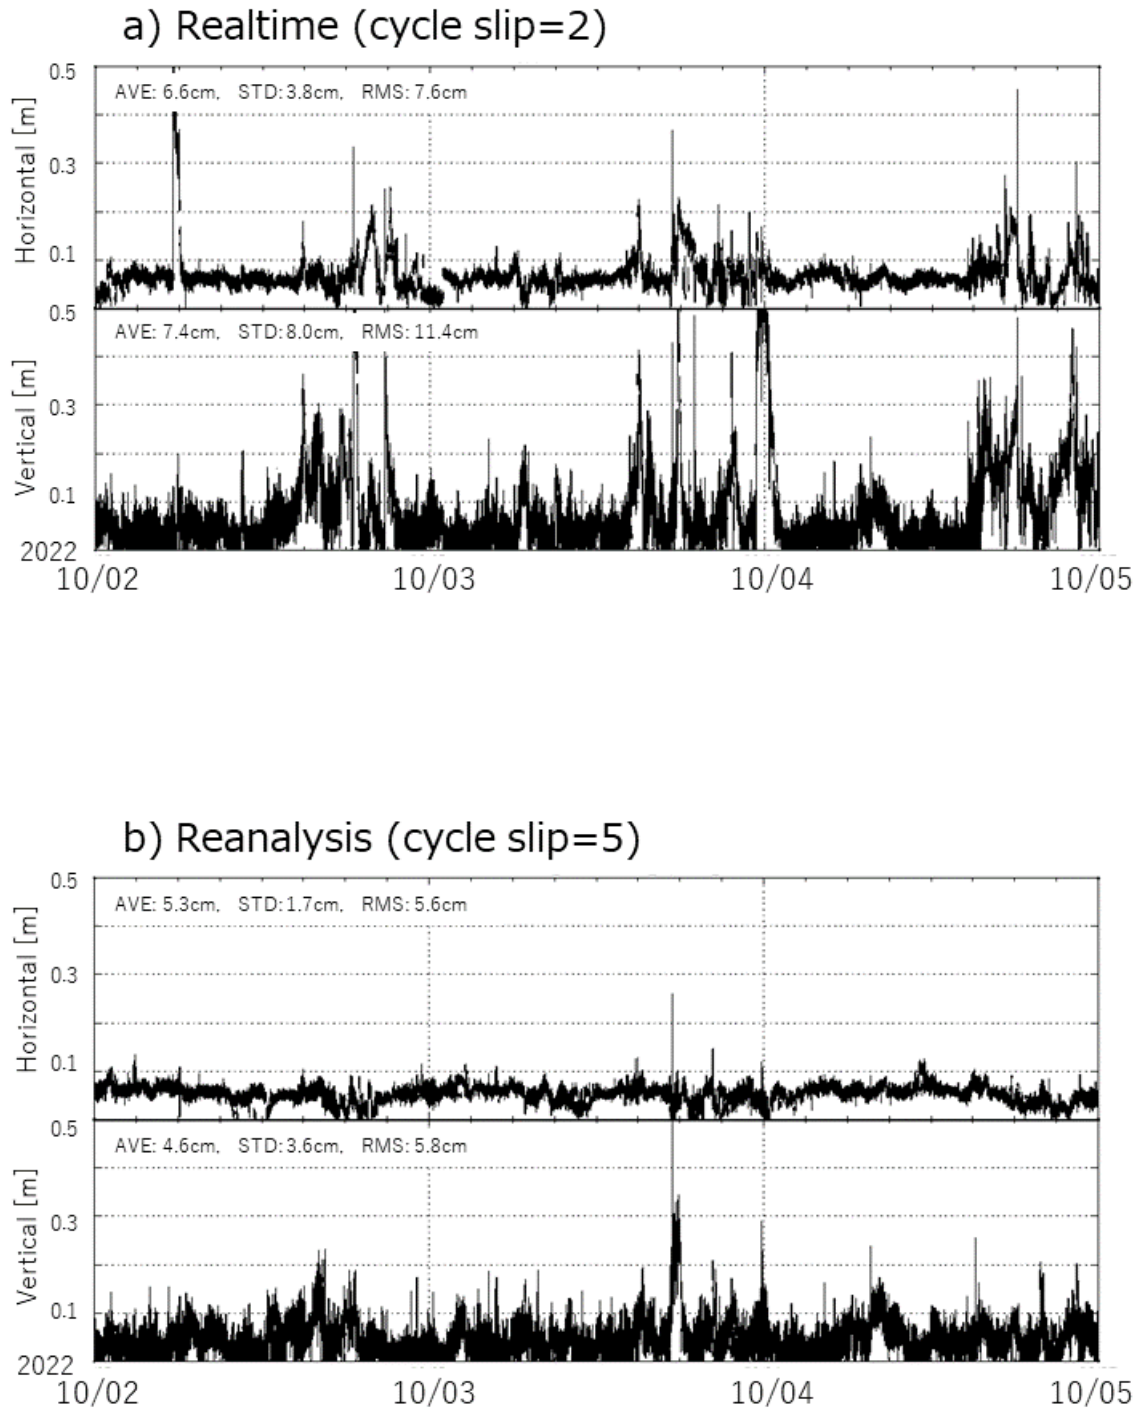 a) Realtime (cycle slip=2)
0.5
AVE: 6.6cm, STD: 3.8cm, RMS: 7.6cm
Horizontal [m]
0.3
0.1
0.5
AVE: 7.4cm, STD: 8.0cm, RMS: 11.4cm
Vertical [m]
0.3
0.1
2022
10/02 10/03 10/04 10/05
b) Reanalysis (cycle slip=5)
0.5
AVE: 5.3cm, STD: 1.7cm, RMS: 5.6cm
Horizontal [m]
0.3
0.1
0.5
AVE: 4.6cm, STD: 3.6cm, RMS: 5.8cm
Vertical [m]
0.3
0.1
2022
10/02 10/03 10/04 10/05